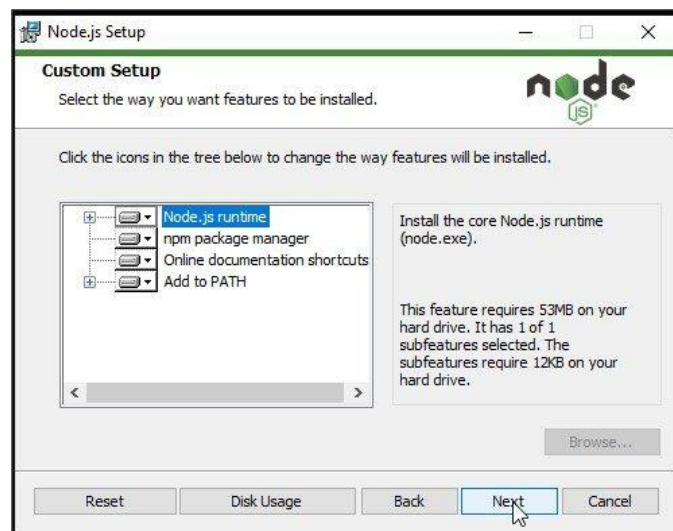 Node.js Setup
Custom Setup
Select the way you want features to be installed.
node
JS
Click the icons in the tree below to change the way features will be installed.
Node.js runtime
npm package manager
Online documentation shortcuts
Add to PATH
Install the core Node.js runtime
(node.exe).
This feature requires 53MB on your
hard drive. It has 1 of 1
subfeatures selected. The
subfeatures require 12KB on your
hard drive.
Browse...
Reset
Disk Usage
Back
Next
Cancel